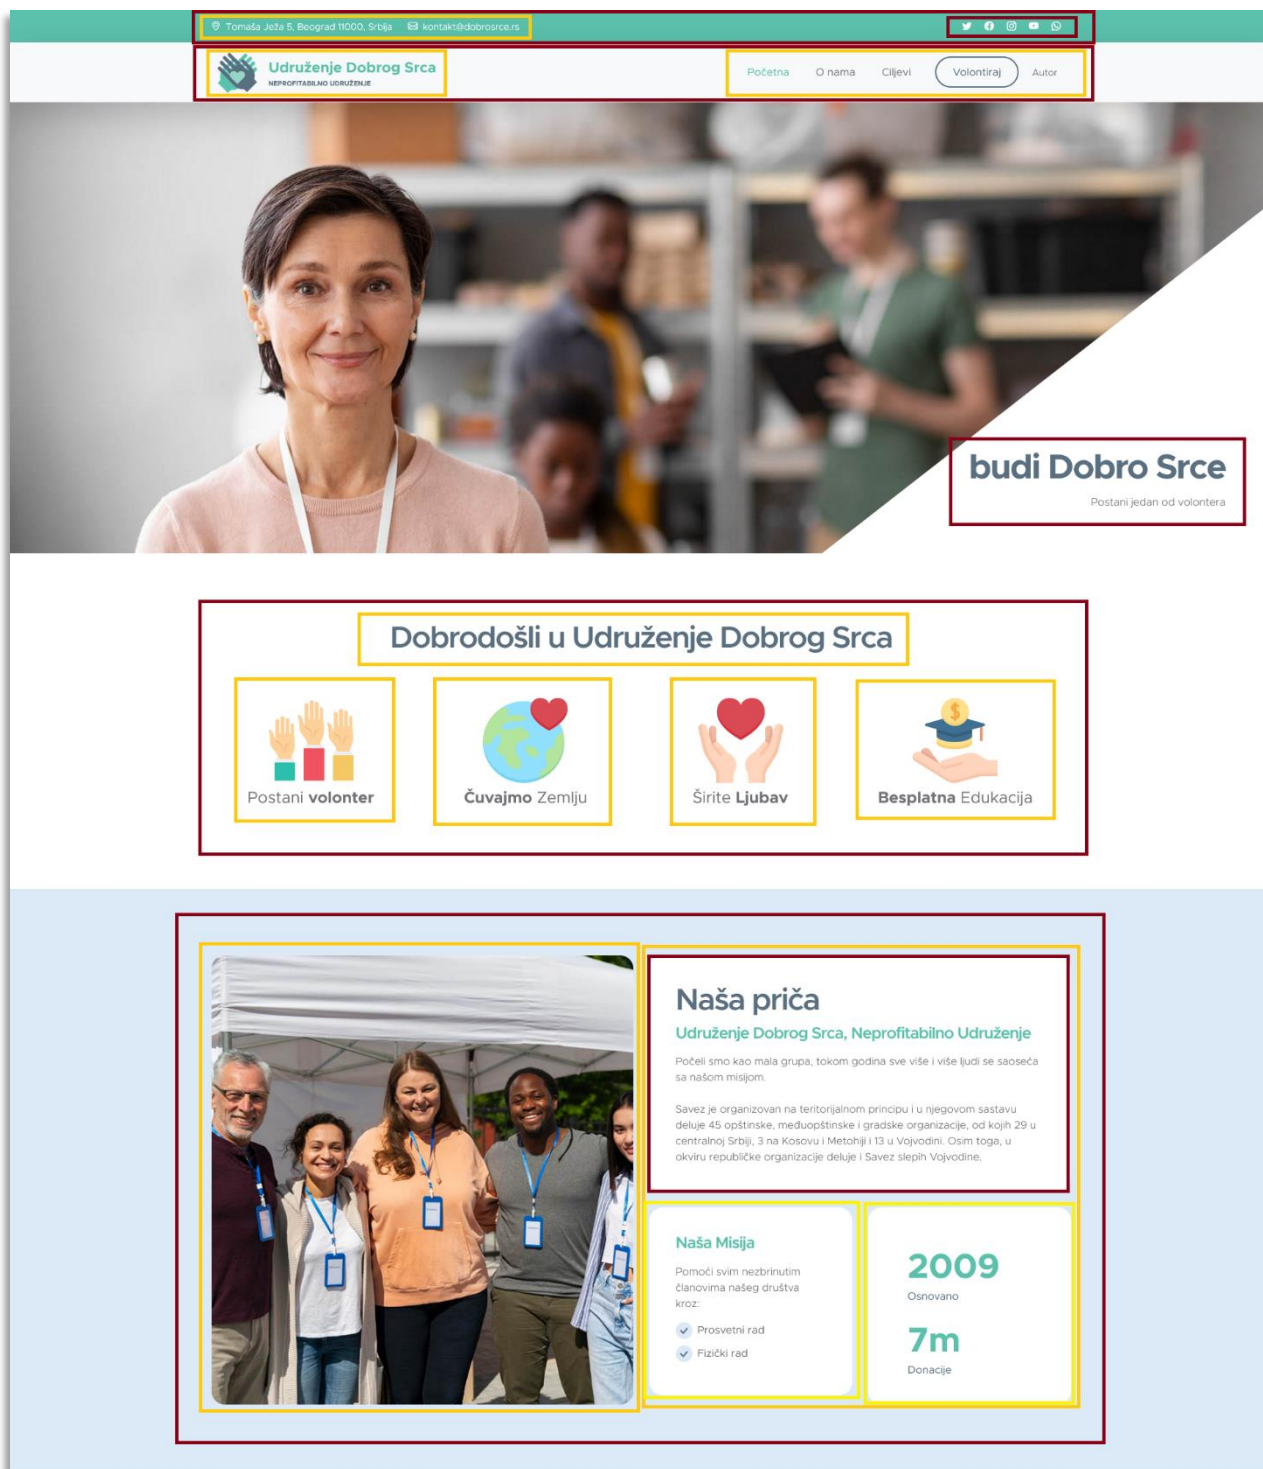 Tomaša Ježa 5, Beograd 11000, Srbija kontakt@dobrosrce.rs
Udruženje Dobrog Srca
NEPROFITABILNO UDRUŽENJE
Početna O nama Ciljevi Volontiraj Autor
budi Dobro Srce
Postani jedan od volontera
Dobrodošli u Udruženje Dobrog Srca
Postani volonter
Čuvajmo Zemlju
Širite Ljubav
Besplatna Edukacija
Naša priča
Udruženje Dobrog Srca, Neprofitabilno Udruženje
Počeli smo kao mala grupa, tokom godina sve više i više ljudi se saoseća
sa našom misijom.
Savez je organizovan na teritorijalnom principu i u njegovom sastavu
deluje 45 opštinske, međuopštinske i gradske organizacije, od kojih 29 u
centralnoj Srbiji, 3 na Kosovu i Metohiji i 13 u Vojvodini. Osim toga, u
okviru republičke organizacije deluje i Savez slepih Vojvodine.
Naša Misija
Pomoći svim nezbrinutim
članovima našeg društva
kroz:
Prosvetni rad
Fizički rad
2009
Osnovano
7m
Donacije